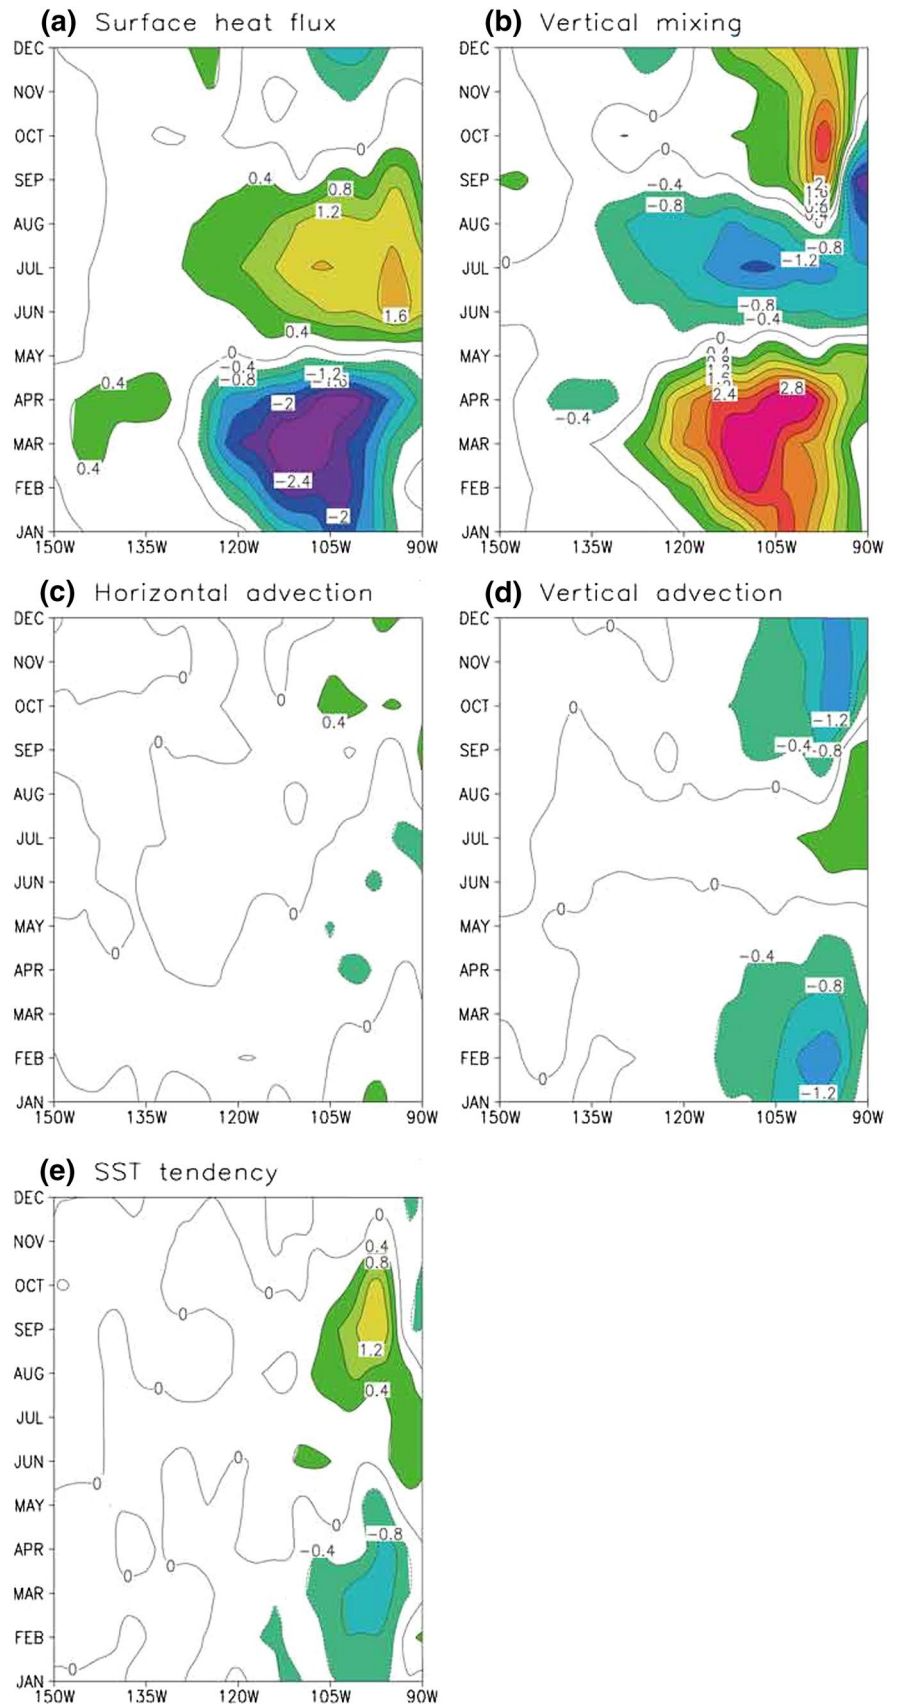 (a) Surface heat flux
DEC
NOV
OCT
SEP
AUG
JUL
JUN
MAY
APR
MAR
FEB
JAN
150W 135W 120W 105W 90W
0
0.4
0.8
1.2
1.6
0.4
0
−0.4
−0.8
−1.2
−1.6
0.4
−2
0.4
−2.4
−2
(b) Vertical mixing
DEC
NOV
OCT
SEP
AUG
JUL
JUN
MAY
APR
MAR
FEB
JAN
150W 135W 120W 105W 90W
0
0
−0.4
−0.8
−0.8
0
−1.2
−0.8
−0.4
0
2.4
2.8
−0.4
(c) Horizontal advection
DEC
NOV
OCT
SEP
AUG
JUL
JUN
MAY
APR
MAR
FEB
JAN
150W 135W 120W 105W 90W
0
0
0.4
0
0
0
0
(d) Vertical advection
DEC
NOV
OCT
SEP
AUG
JUL
JUN
MAY
APR
MAR
FEB
JAN
150W 135W 120W 105W 90W
0
0
−1.2
−0.4
−0.8
0
0
0
−0.4
−0.8
0
−1.2
(e) SST tendency
DEC
NOV
OCT
SEP
AUG
JUL
JUN
MAY
APR
MAR
FEB
JAN
150W 135W 120W 105W 90W
0
0.4
0.8
0
0
1.2
0
0.4
0
0
0
−0.8
−0.4
0
0
0